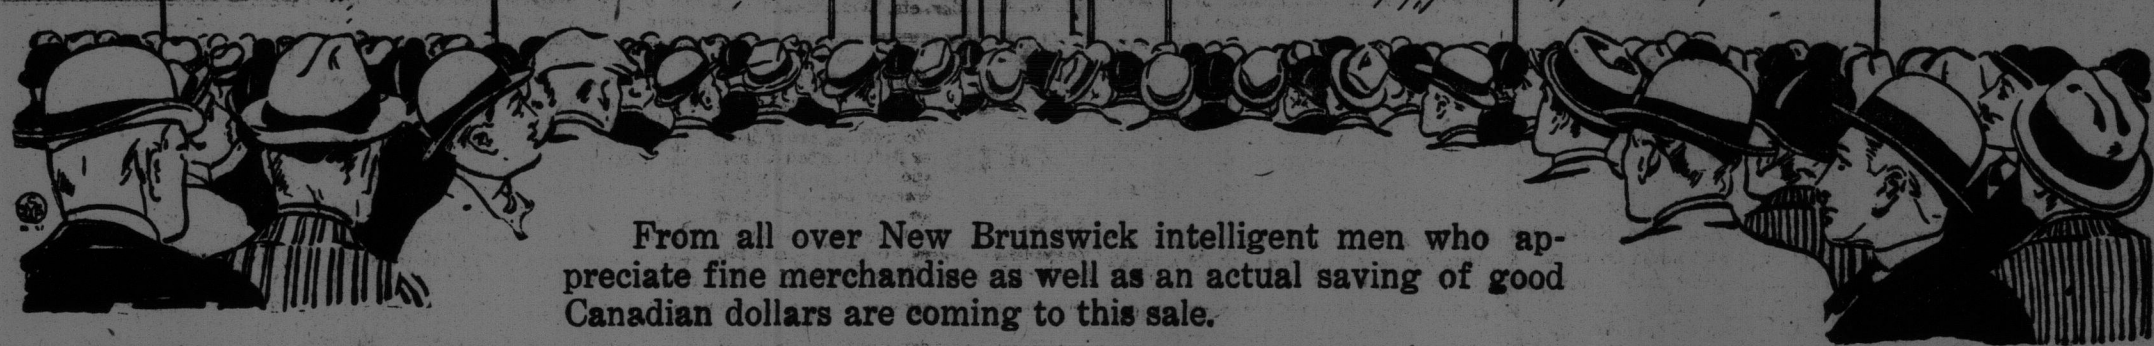 From all over New Brunswick intelligent men who ap-
preciate fine merchandise as well as an actual saving of good
Canadian dollars are coming to this sale.